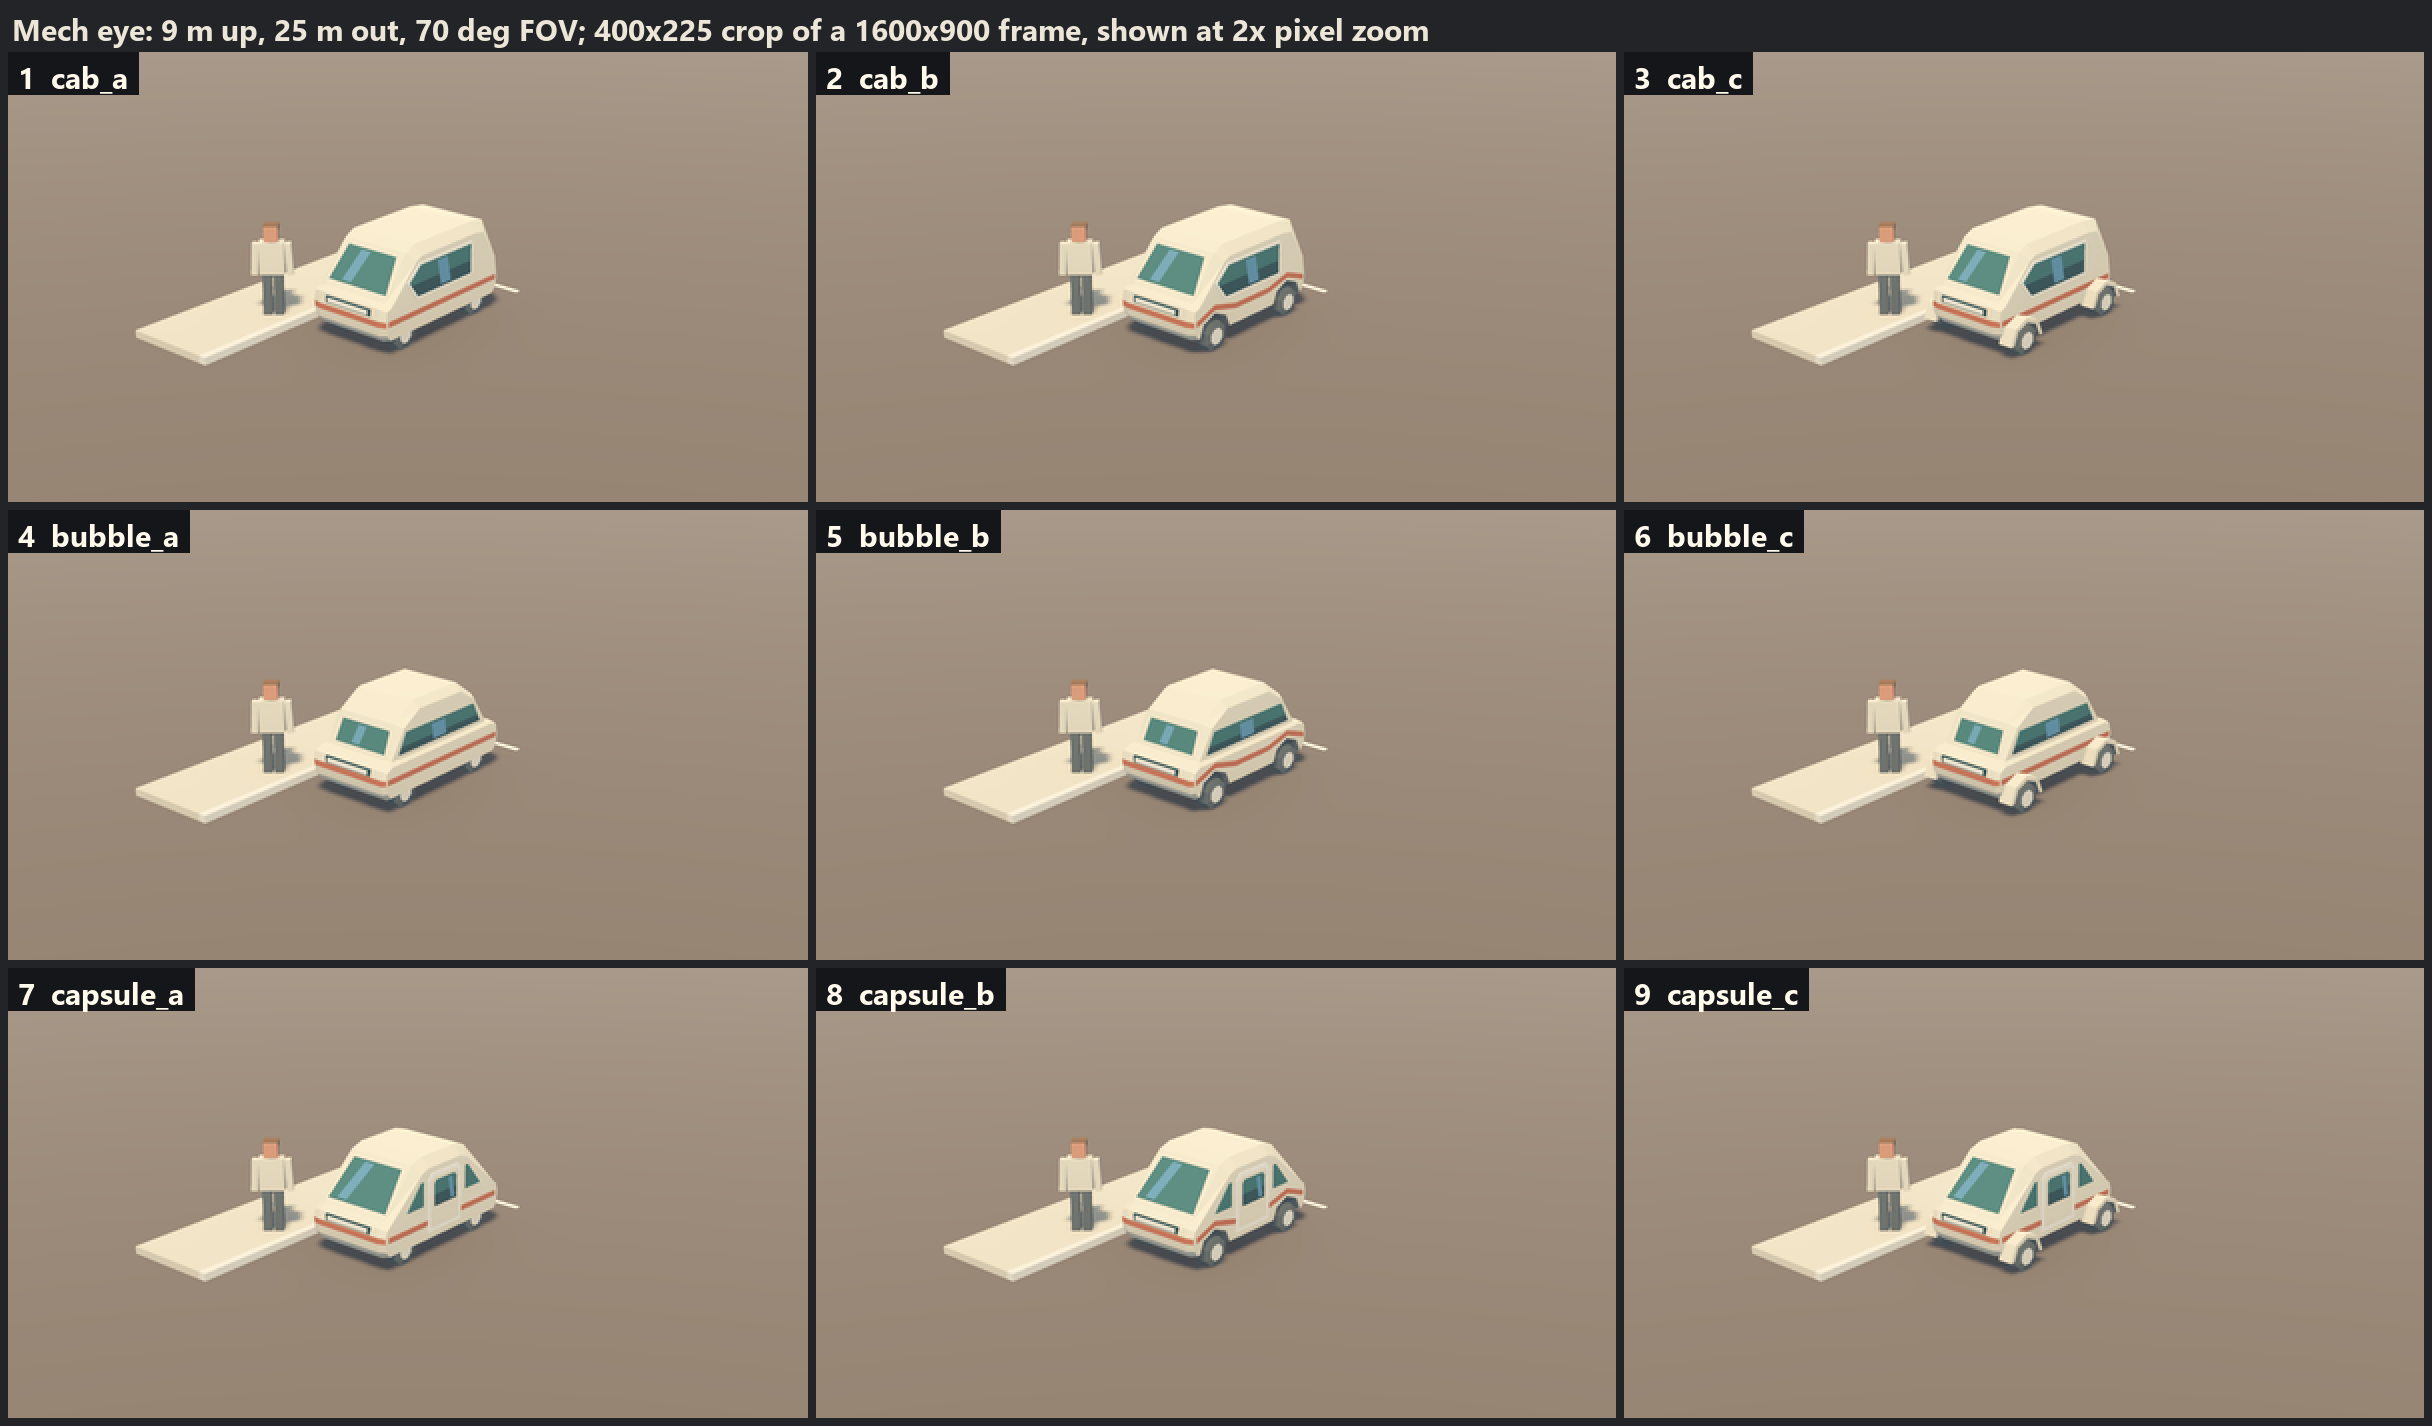 Mech eye: 9 m up, 25 m out, 70 deg FOV; 400x225 crop of a 1600x900 frame, shown at 2x pixel zoom
1 cab_a
2 cab_b
3 cab_c
4 bubble_a
5 bubble_b
6 bubble_c
7 capsule_a
8 capsule_b
9 capsule_c